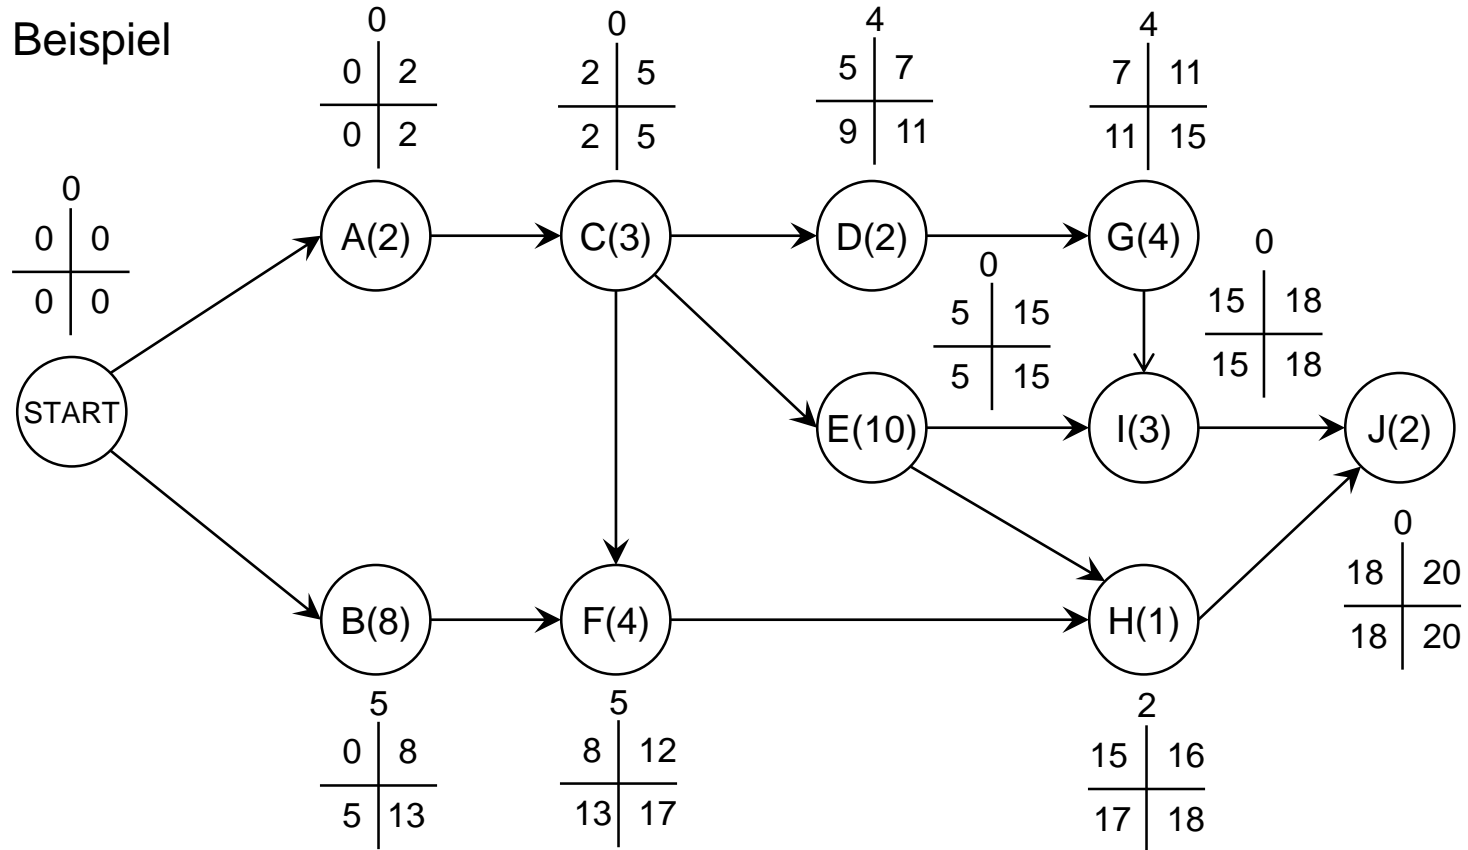 Beispiel
0
0 2
0 2
0
2 5
2 5
4
5 7
9 11
4
7 11
11 15
0
0 0
0 0
A(2)
C(3)
D(2)
G(4)
0
5 15
5 15
0
15 18
15 18
START
E(10)
I(3)
J(2)
0
18 20
18 20
B(8)
F(4)
H(1)
5
0 8
5 13
5
8 12
13 17
2
15 16
17 18